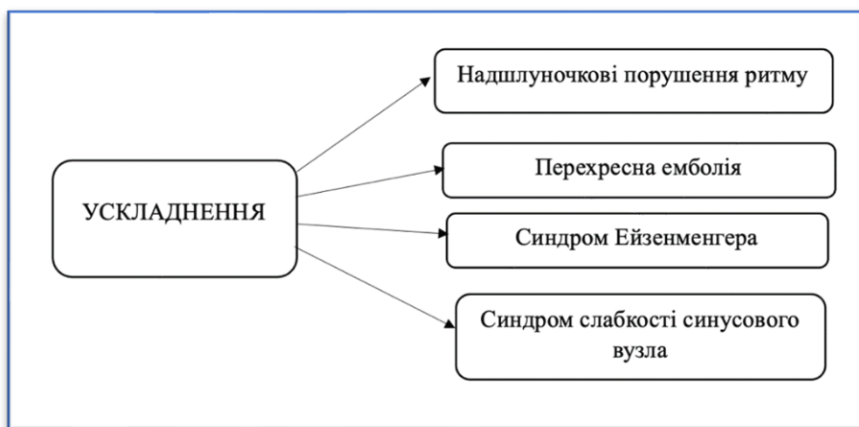 УСКЛАДНЕННЯ
Надшлуночкові порушення ритму
Перехресна емболія
Синдром Ейзенменгера
Синдром слабкості синусового
вузла